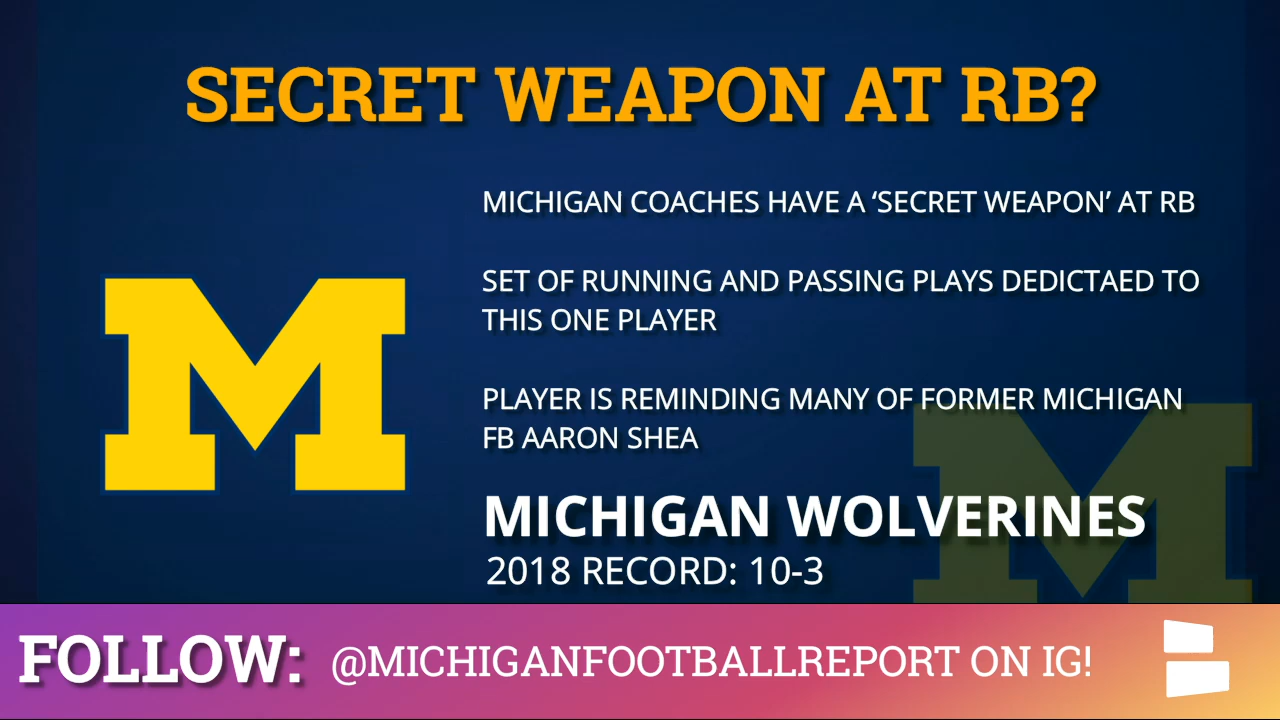 SECRET WEAPON AT RB?
MICHIGAN COACHES HAVE A ‘SECRET WEAPON’ AT RB
SET OF RUNNING AND PASSING PLAYS DEDICTAED TO
THIS ONE PLAYER
PLAYER IS REMINDING MANY OF FORMER MICHIGAN
FB AARON SHEA
M
MICHIGAN WOLVERINES
2018 RECORD: 10-3
FOLLOW: @MICHIGANFOOTBALLREPORT ON IG!